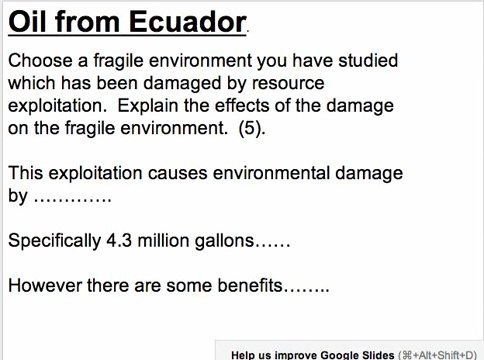 Oil from Ecuador.
Choose a fragile environment you have studied
which has been damaged by resource
exploitation.  Explain the effects of the damage
on the fragile environment.  (5).
This exploitation causes environmental damage
by ………….
Specifically 4.3 million gallons……
However there are some benefits……..
Help us improve Google Slides (⌘+Alt+Shift+D)